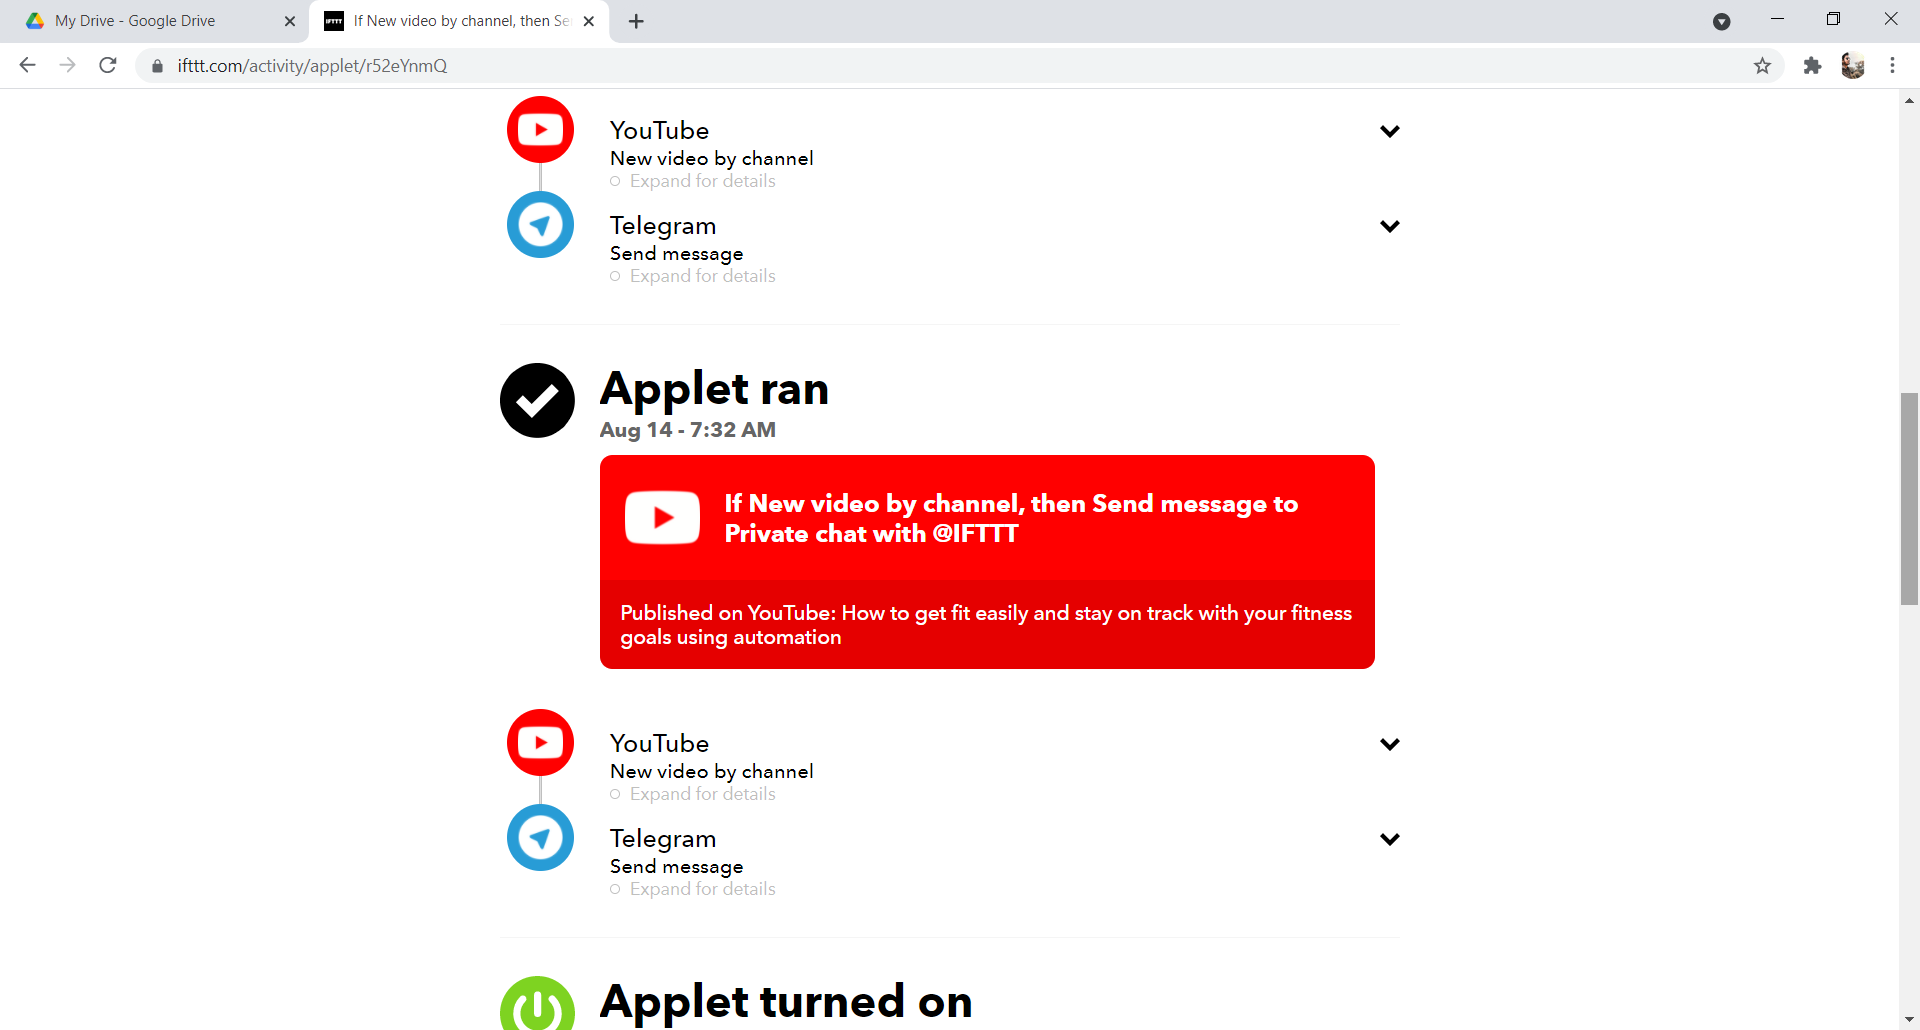 My Drive - Google Drive
IFTTT
If New video by channel, then Se
ifttt.com/activity/applet/r52eYnmQ
YouTube
New video by channel
Expand for details
Telegram
Send message
Expand for details
Applet ran
Aug 14 - 7:32 AM
If New video by channel, then Send message to
Private chat with @IFTTT
Published on YouTube: How to get fit easily and stay on track with your fitness
goals using automation
YouTube
New video by channel
Expand for details
Telegram
Send message
Expand for details
Applet turned on